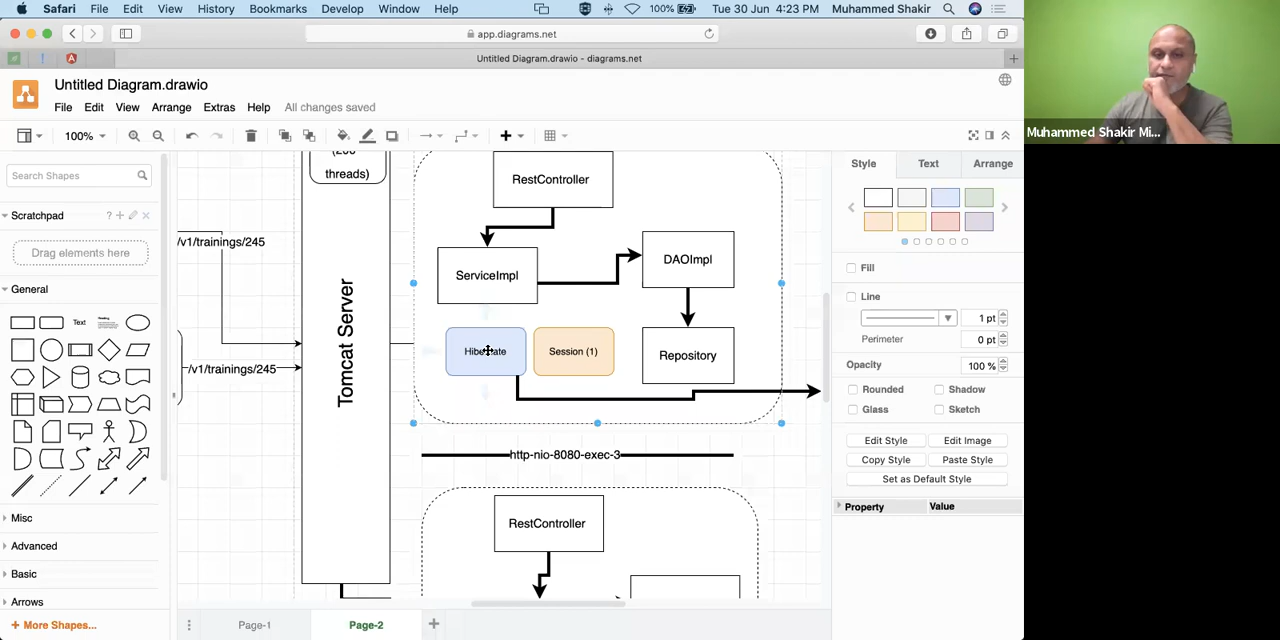 Safari File Edit View History Bookmarks Develop Window Help 100% Tue 30 Jun 4:23 PM Muhammed Shakir
app.diagrams.net
Untitled Diagram.drawio - diagrams.net
Untitled Diagram.drawio
File Edit View Arrange Extras Help All changes saved
100%
Search Shapes
Scratchpad
?
Drag elements here
General
Text
Heading
Misc
Advanced
Basic
Arrows
+ More Shapes...
threads)
/v1/trainings/245
/v1/trainings/245
Tomcat Server
RestController
ServiceImpl
DAOImpl
Session (1)
Repository
http-nio-8080-exec-3
RestController
Page-1
Page-2
Style Text Arrange
Fill
Line
1 pt
Perimeter
0 pt
Opacity
100 %
Rounded Shadow
Glass Sketch
Edit Style Edit Image
Copy Style Paste Style
Set as Default Style
Property Value
Muhammed Shakir Mi...